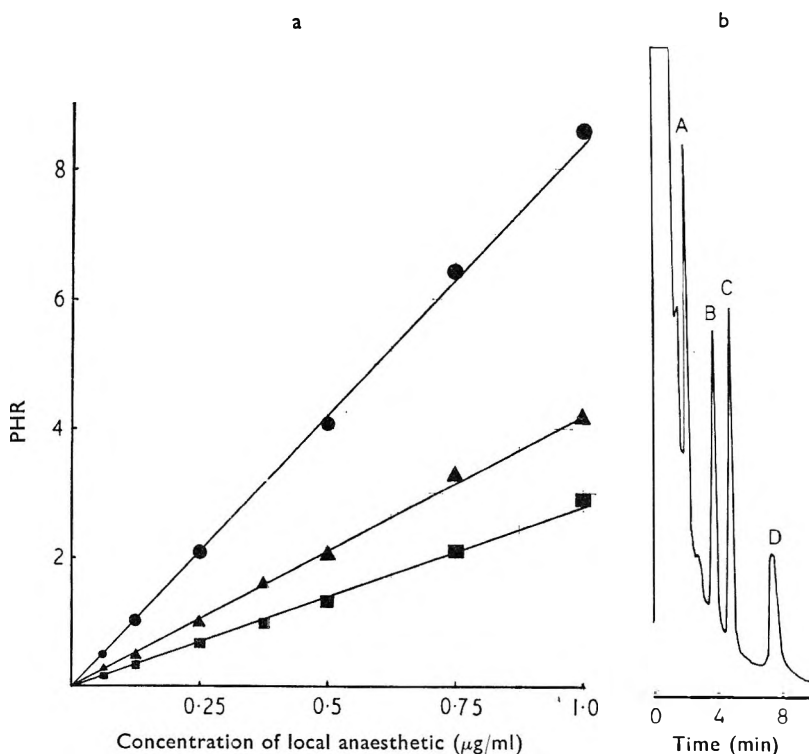 a
b
8
6
4
2
PHR
0·25
0·5
0·75
1·0
Concentration of local anaesthetic (μg/ml)
A
B
C
D
0
4
8
Time (min)